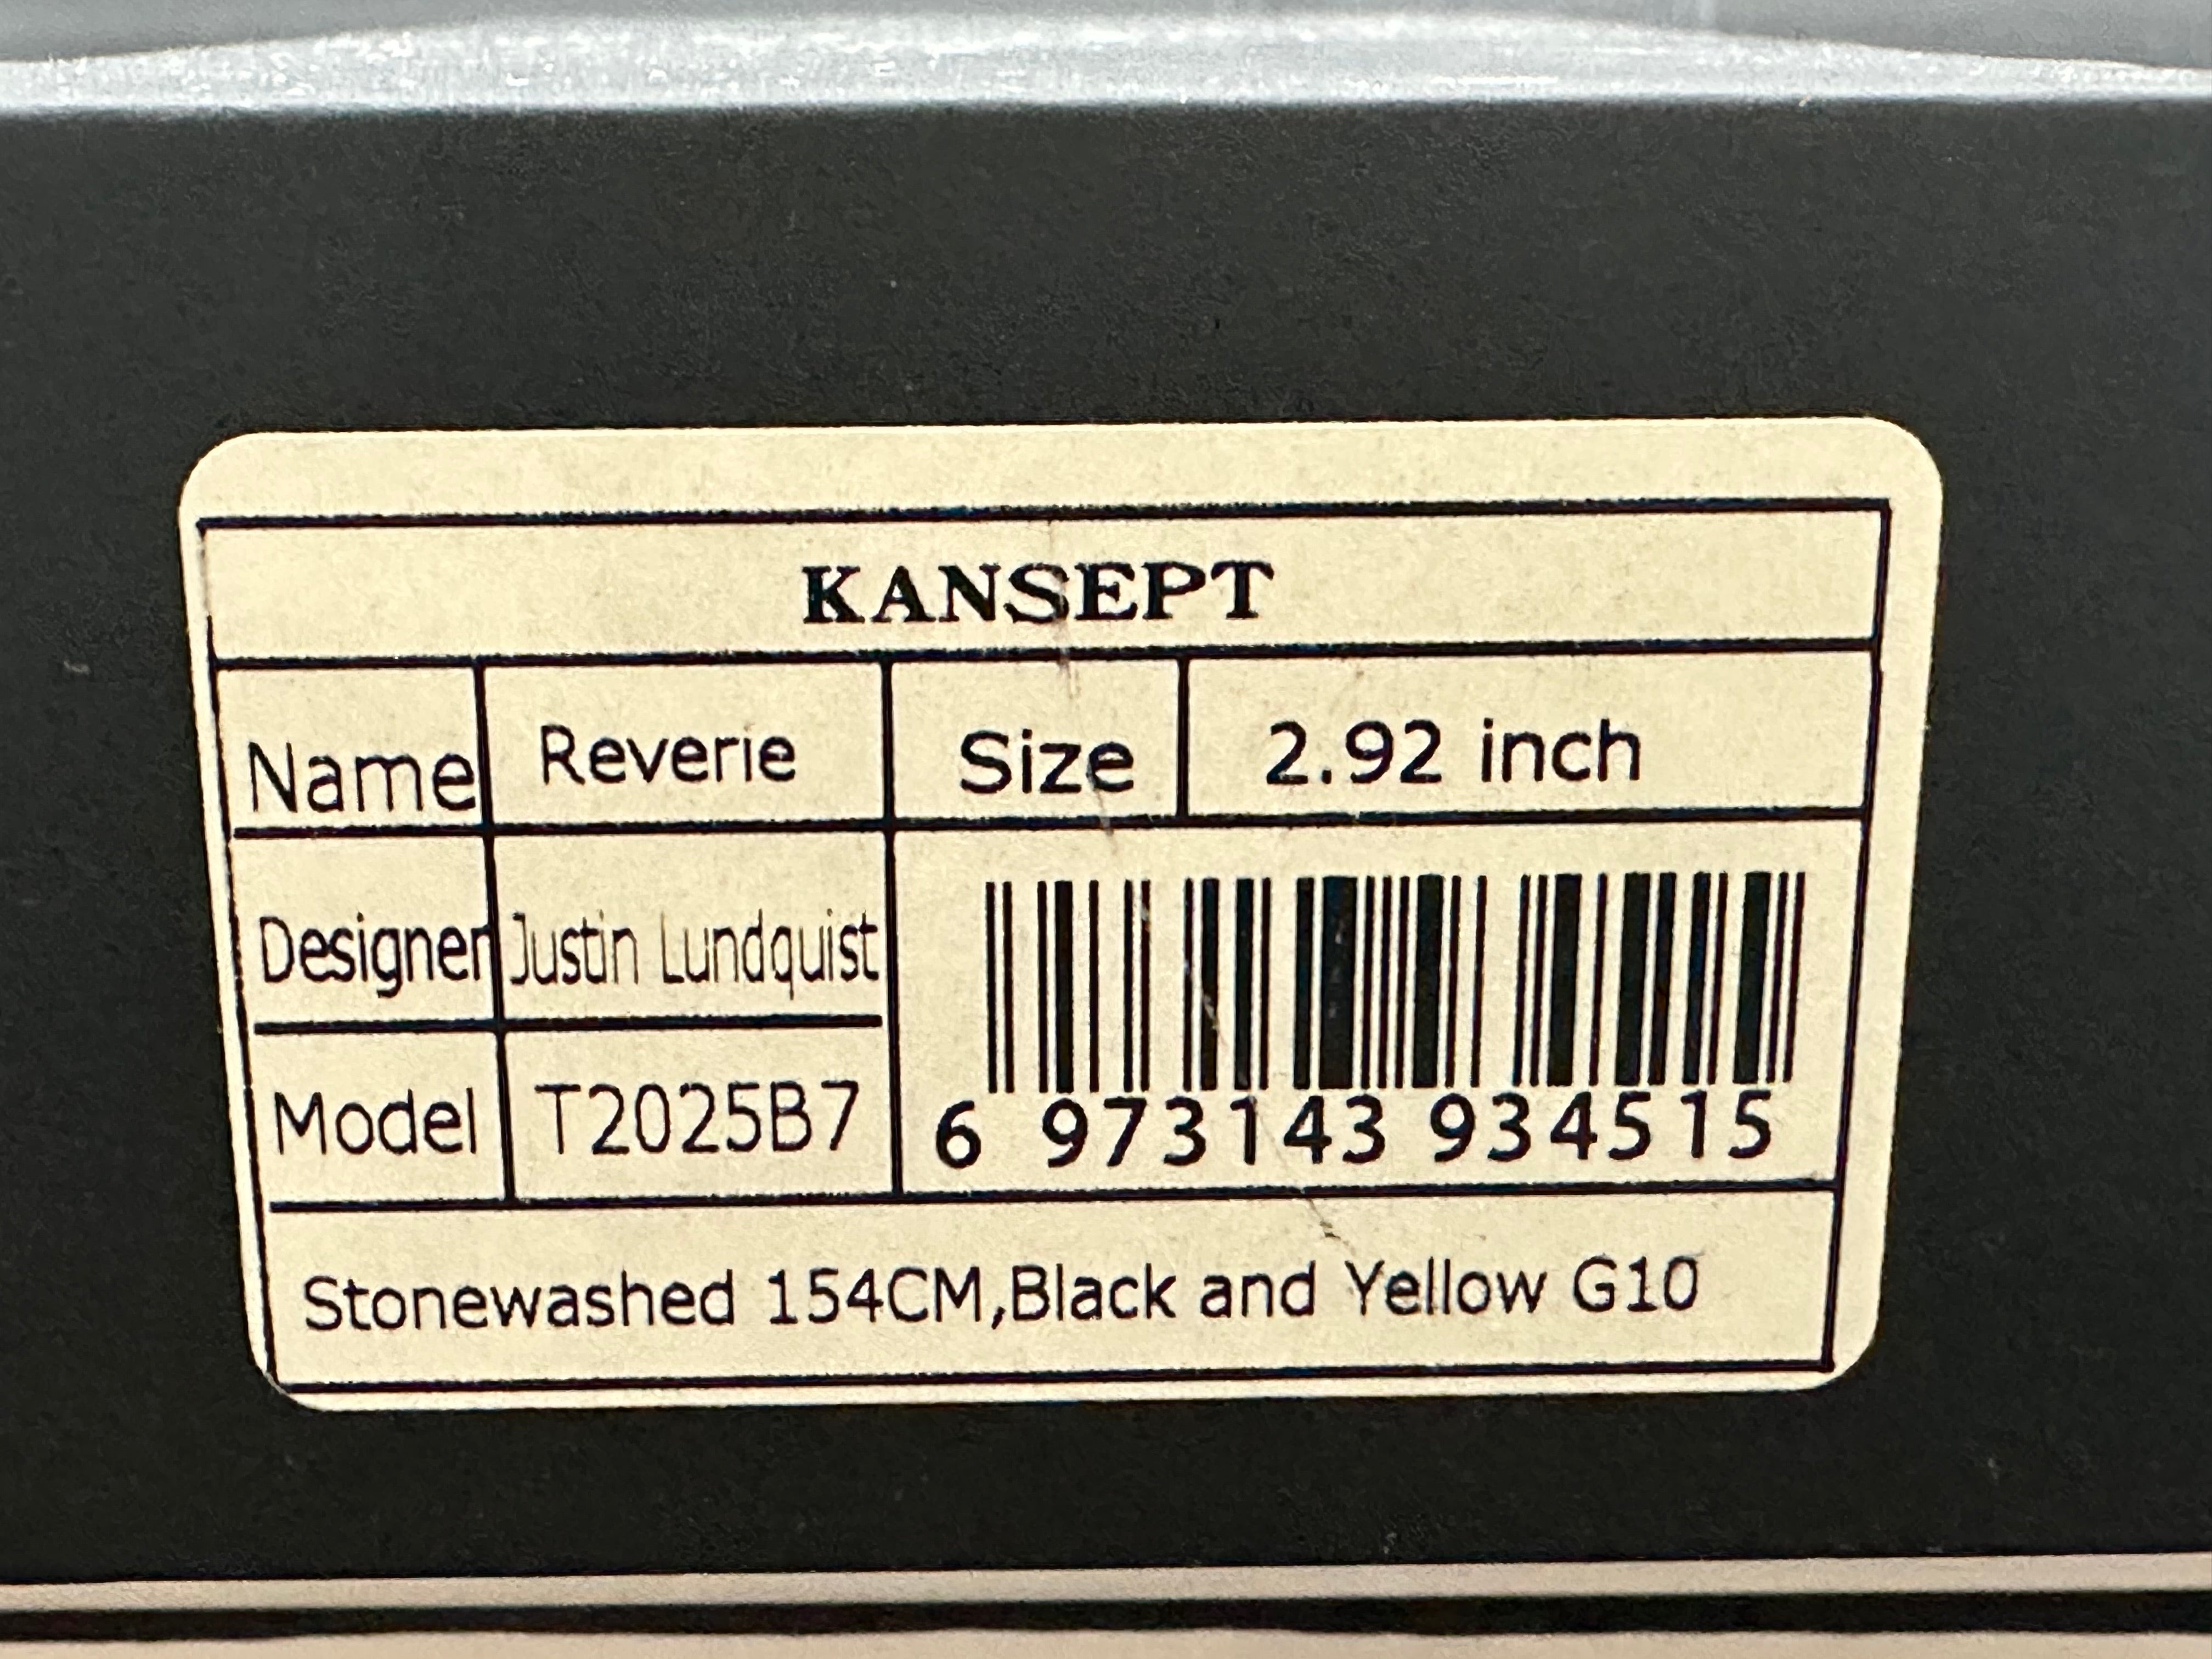 KANSEPT
Name Reverie Size 2.92 inch
Designer Justin Lundquist
Model T2025B7
6 973143 934515
Stonewashed 154CM,Black and Yellow G10